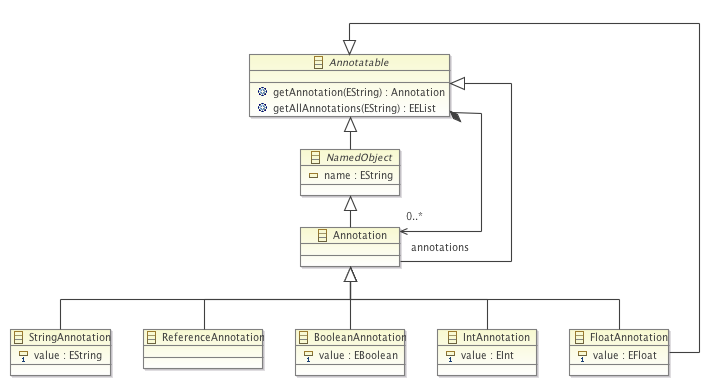 Annotatable
getAnnotation(EString) : Annotation
getAllAnnotations(EString) : EEList
NamedObject
name : EString
0..*
Annotation
annotations
StringAnnotation
value : EString
ReferenceAnnotation
BooleanAnnotation
value : EBoolean
IntAnnotation
value : EInt
FloatAnnotation
value : EFloat